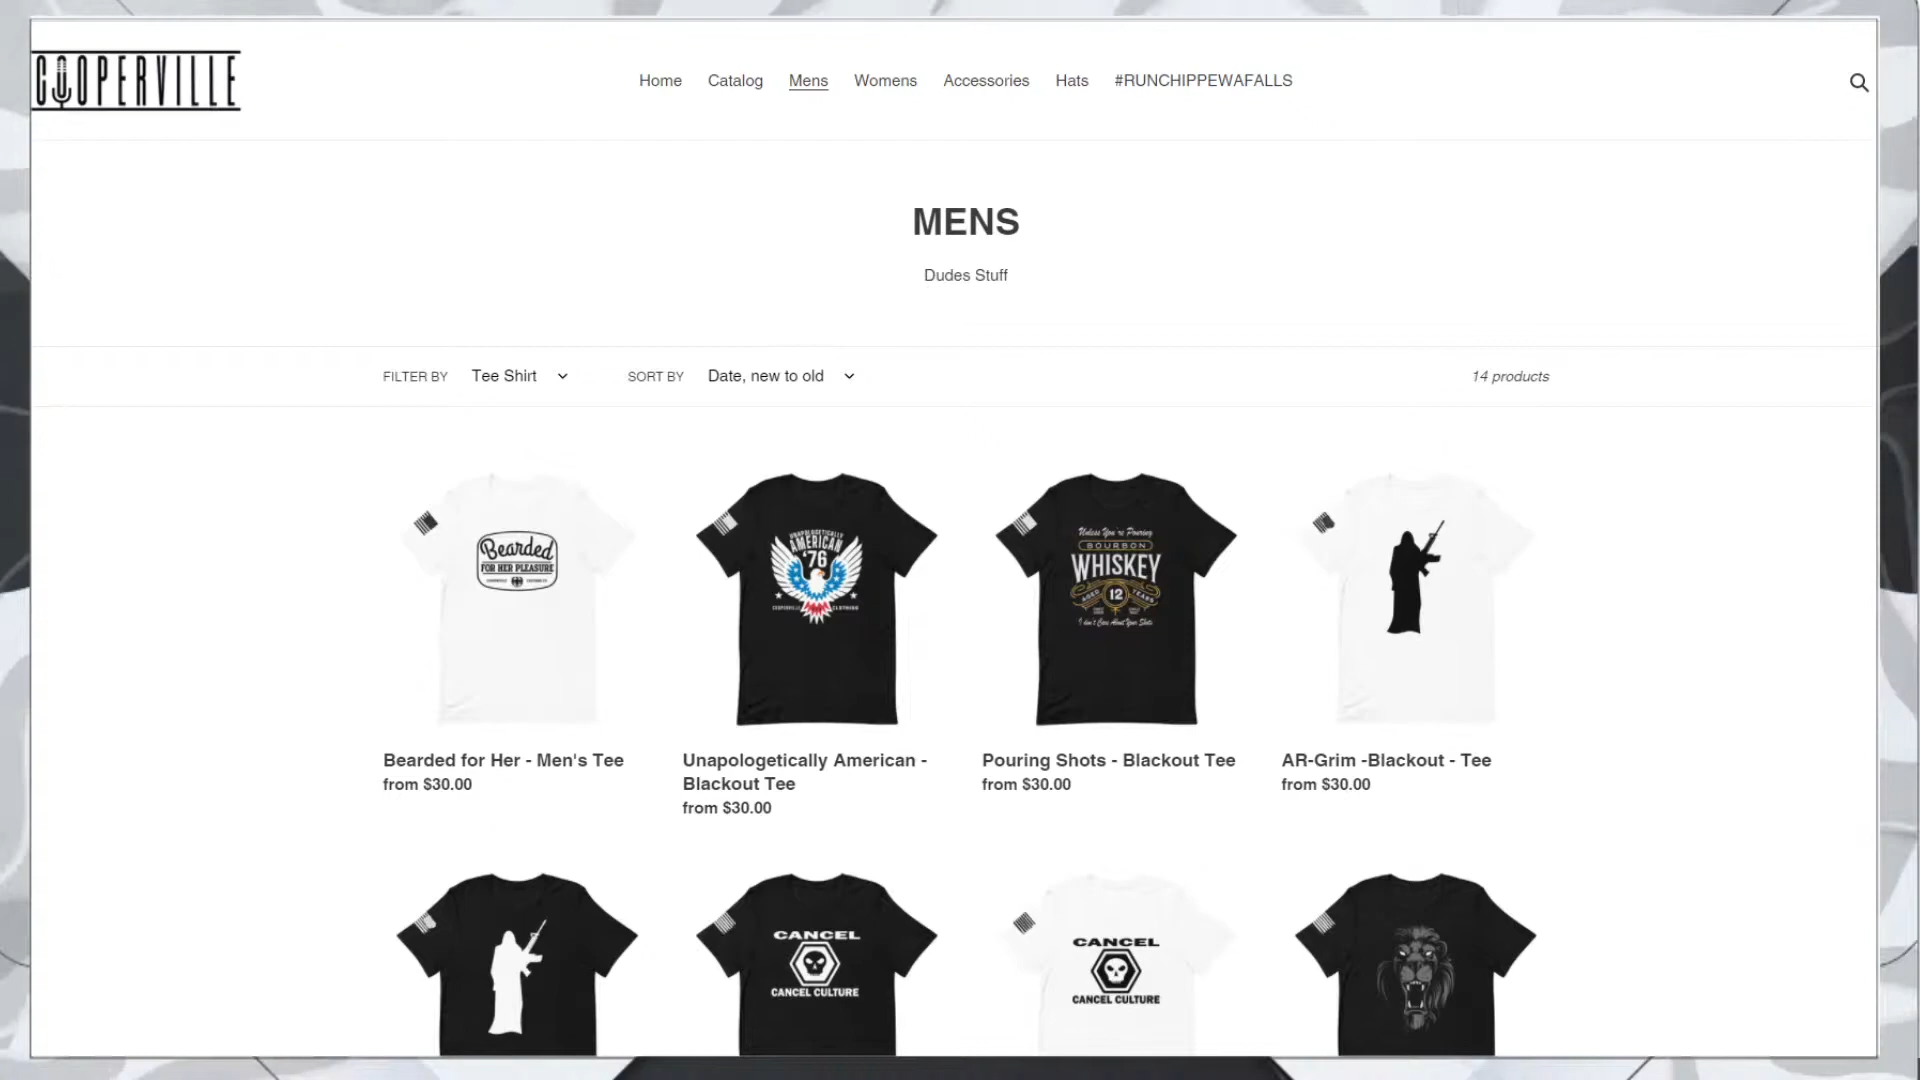 COOPERVILLE
Home Catalog Mens Womens Accessories Hats #RUNCHIPPEWAFALLS
MENS
Dudes Stuff
FILTER BY Tee Shirt SORT BY Date, new to old 14 products
Bearded
FOR HER PLEASURE
UNAPOLOGETICALLY
AMERICAN
'76
COOPERVILLE CLOTHING
Unless You're Pouring
BOURBON
WHISKEY
AGED 12 YEARS
I don't Care About Your Shots
Bearded for Her - Men's Tee
from $30.00
Unapologetically American -
Blackout Tee
from $30.00
Pouring Shots - Blackout Tee
from $30.00
AR-Grim -Blackout - Tee
from $30.00
CANCEL
CANCEL CULTURE
CANCEL
CANCEL CULTURE